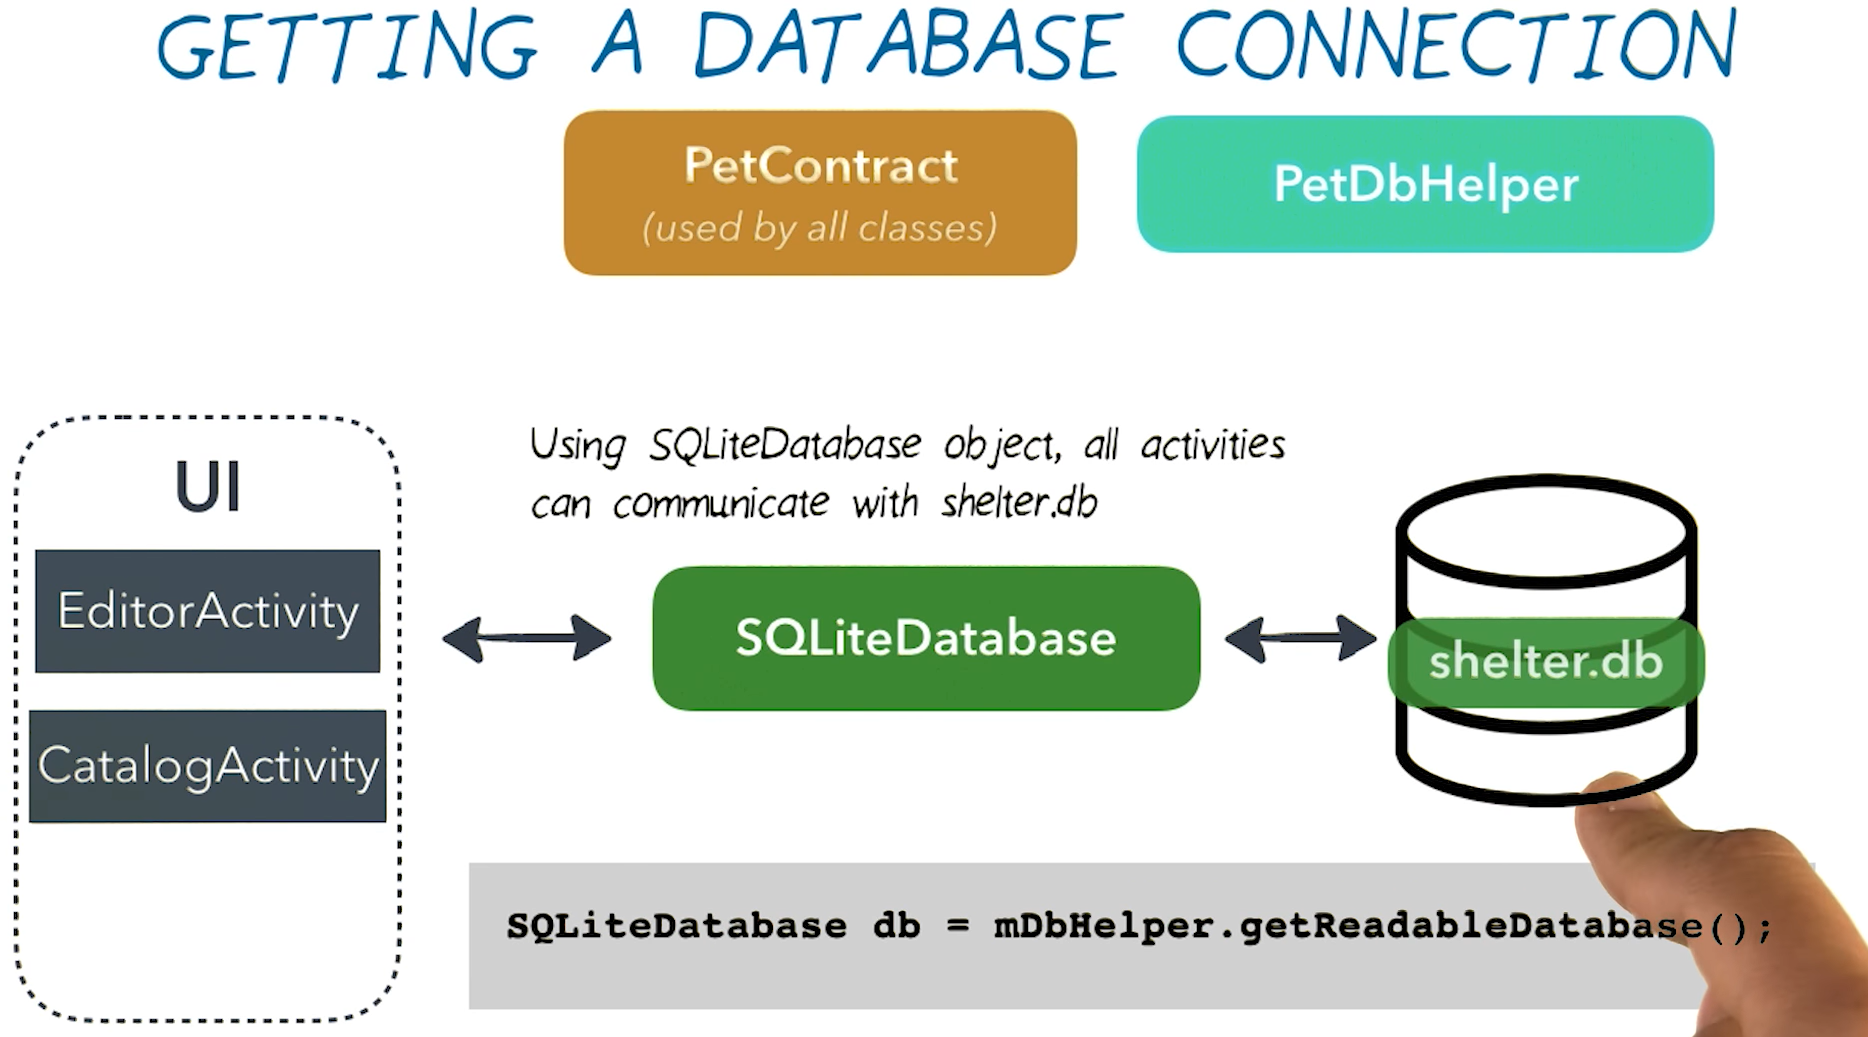 GETTING A DATABASE CONNECTION
PetContract
(used by all classes)
PetDbHelper
UI
EditorActivity
CatalogActivity
Using SQLiteDatabase object, all activities
can communicate with shelter.db
SQLiteDatabase
shelter.db
SQLiteDatabase db = mDbHelper.getReadableDatabase();